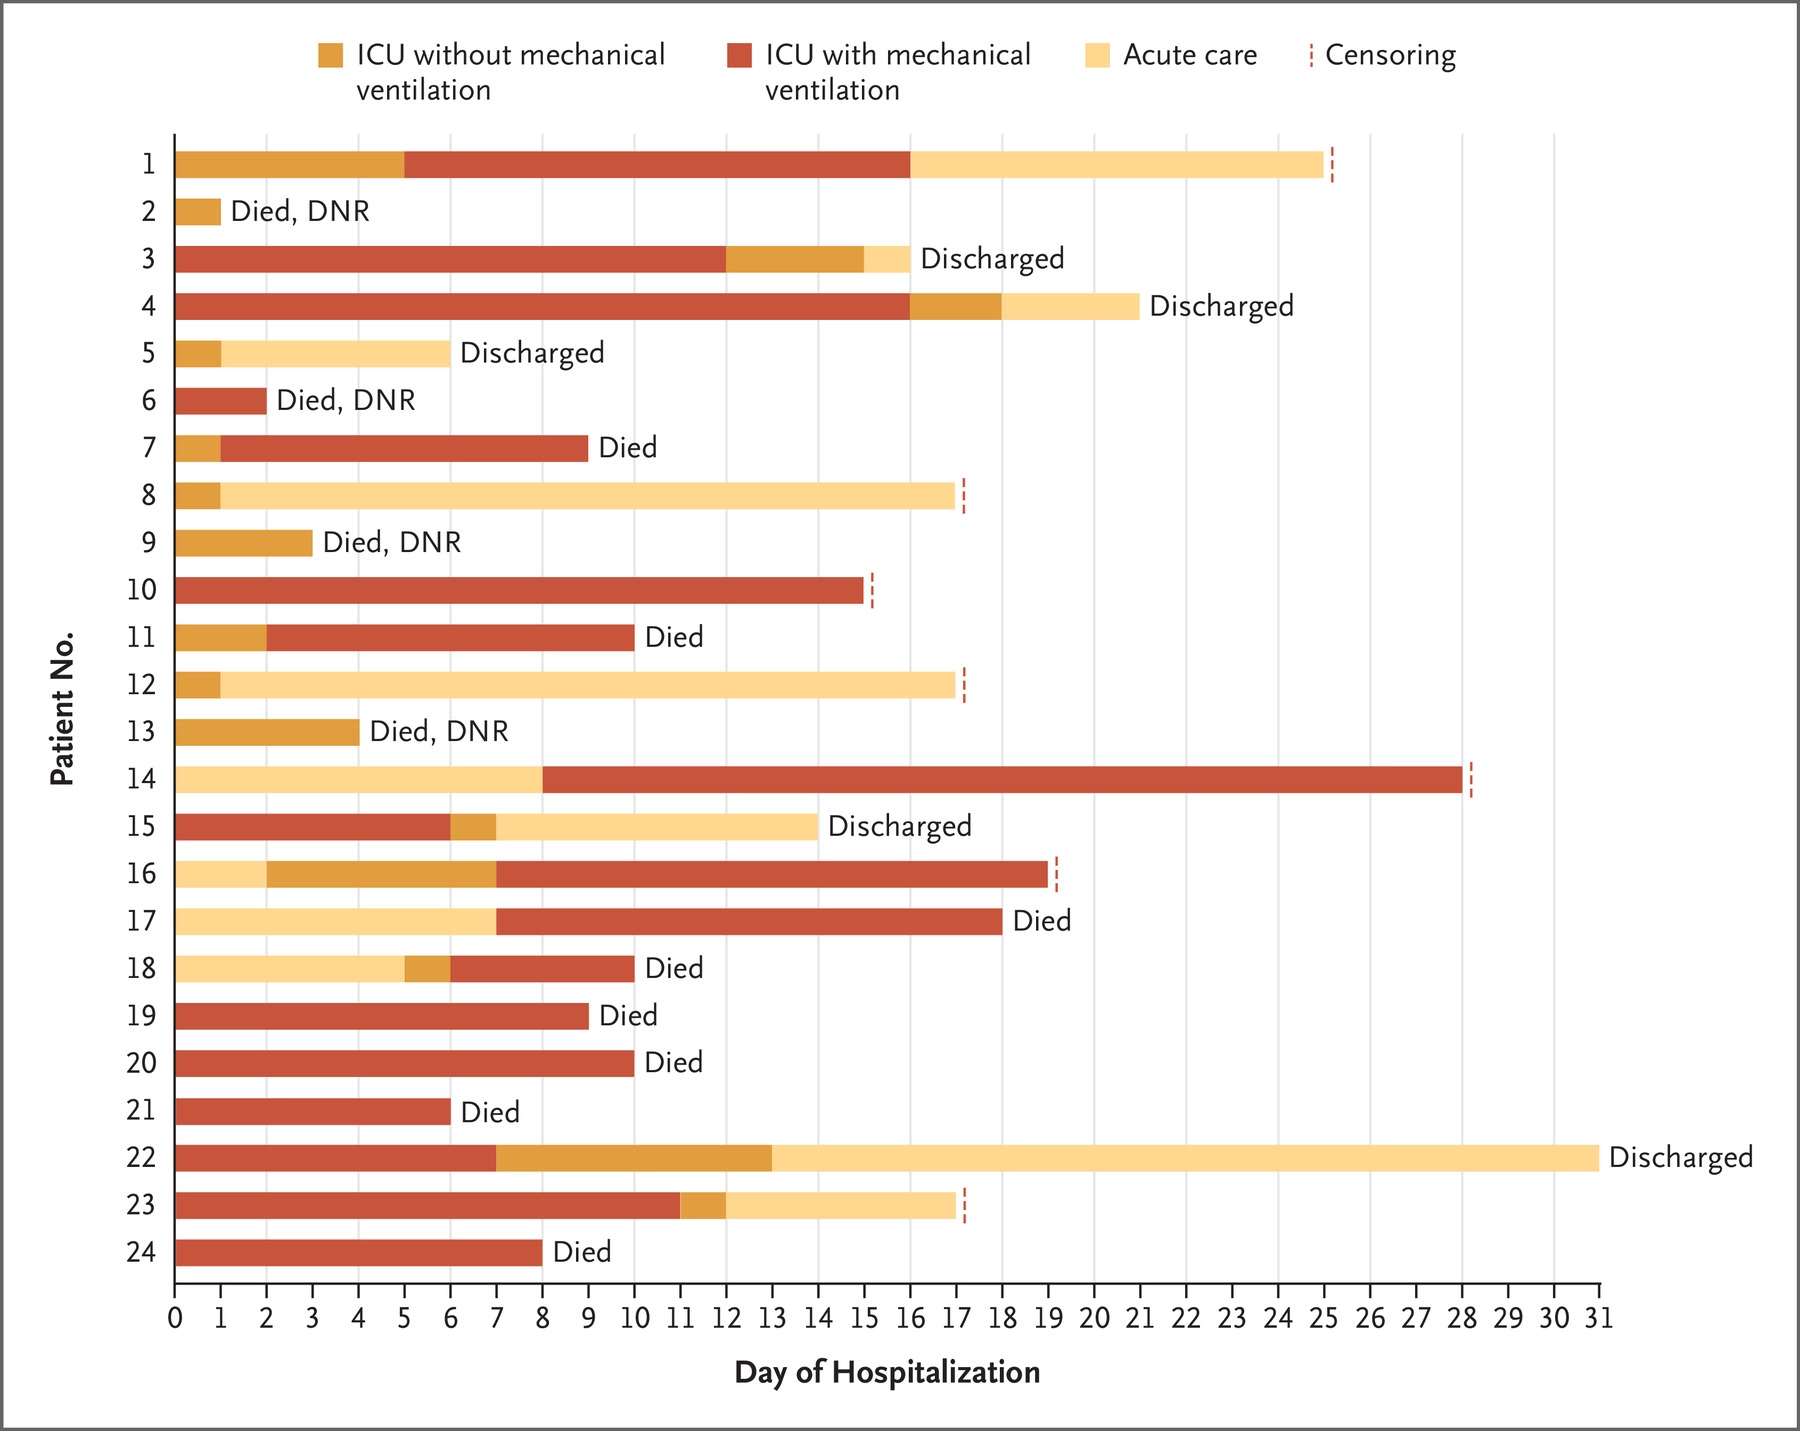 ICU without mechanical ventilation
ICU with mechanical ventilation
Acute care
Censoring
Patient No.
1
2 Died, DNR
3 Discharged
4 Discharged
5 Discharged
6 Died, DNR
7 Died
8
9 Died, DNR
10
11 Died
12
13 Died, DNR
14
15 Discharged
16
17 Died
18 Died
19 Died
20 Died
21 Died
22 Discharged
23
24 Died
0 1 2 3 4 5 6 7 8 9 10 11 12 13 14 15 16 17 18 19 20 21 22 23 24 25 26 27 28 29 30 31
Day of Hospitalization